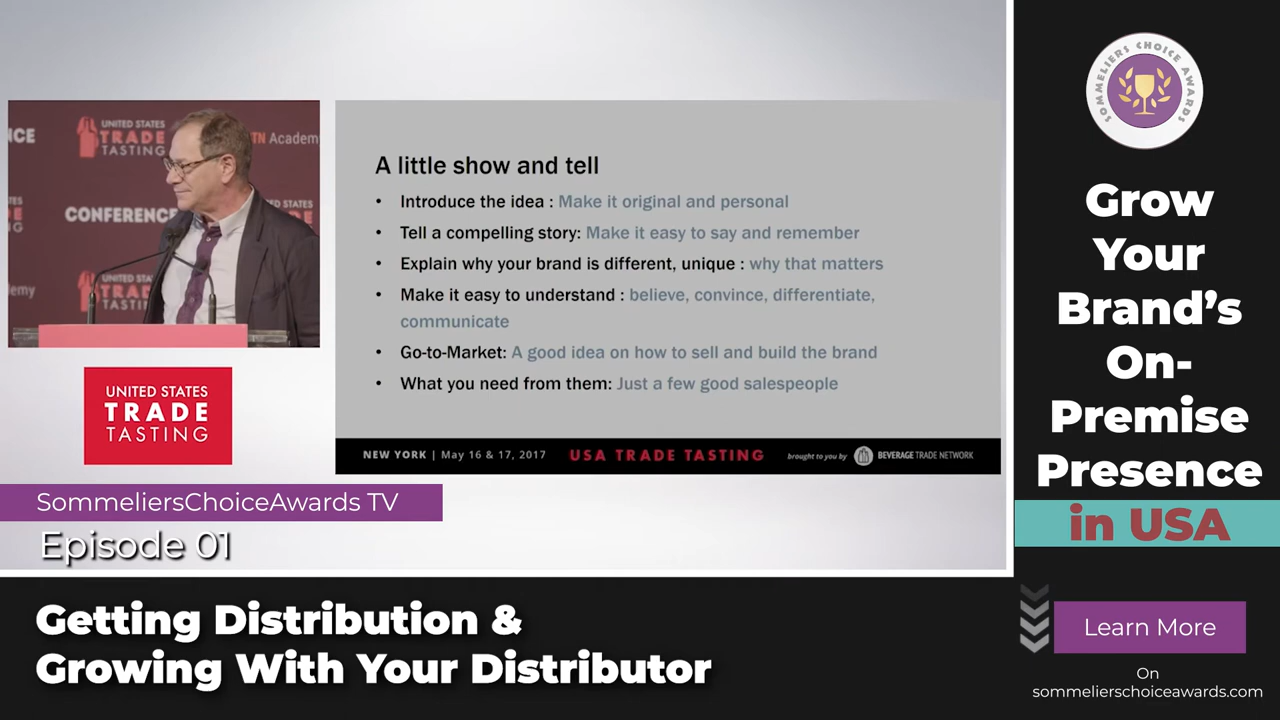 NCE
UNITED STATES
TRADE
TASTING
TN Academy
CONFERENCE
UNITED STATES
TRADE
TASTING
UNITED STATES
TRADE
TASTING
A little show and tell
• Introduce the idea : Make it original and personal
• Tell a compelling story: Make it easy to say and remember
• Explain why your brand is different, unique : why that matters
• Make it easy to understand : believe, convince, differentiate,
communicate
• Go-to-Market: A good idea on how to sell and build the brand
• What you need from them: Just a few good salespeople
NEW YORK | May 16 & 17, 2017 USA TRADE TASTING brought to you by BEVERAGE TRADE NETWORK
SommeliersChoiceAwards TV
Episode 01
Getting Distribution &
Growing With Your Distributor
SOMMELIERS CHOICE AWARDS
Grow
Your
Brand’s
On-
Premise
Presence
in USA
Learn More
On
sommelierschoiceawards.com